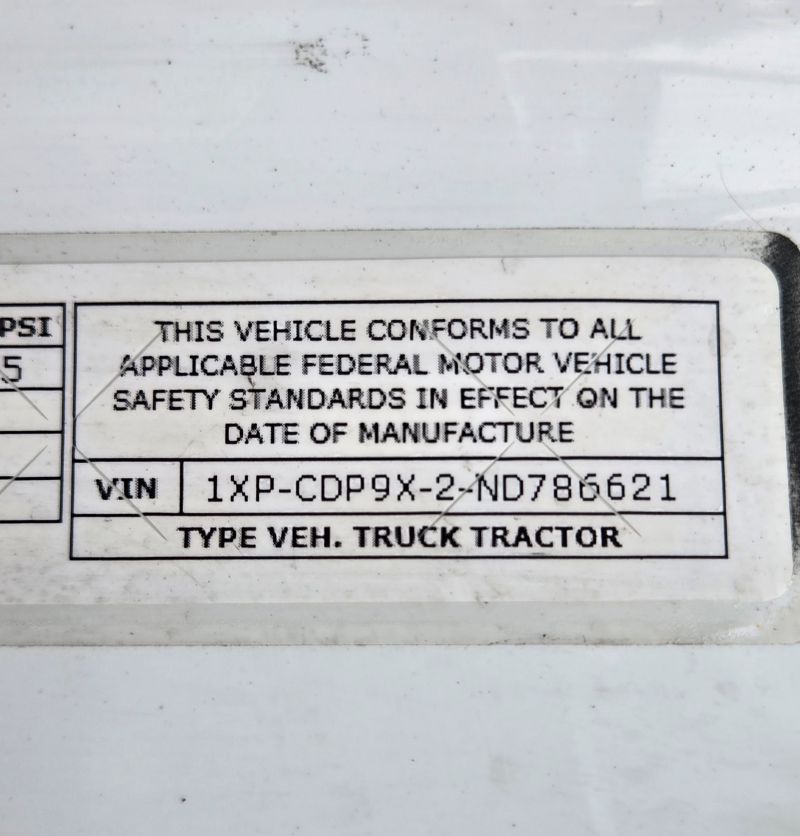 PSI
5
THIS VEHICLE CONFORMS TO ALL
APPLICABLE FEDERAL MOTOR VEHICLE
SAFETY STANDARDS IN EFFECT ON THE
DATE OF MANUFACTURE
VIN 1XP-CDP9X-2-ND786621
TYPE VEH. TRUCK TRACTOR